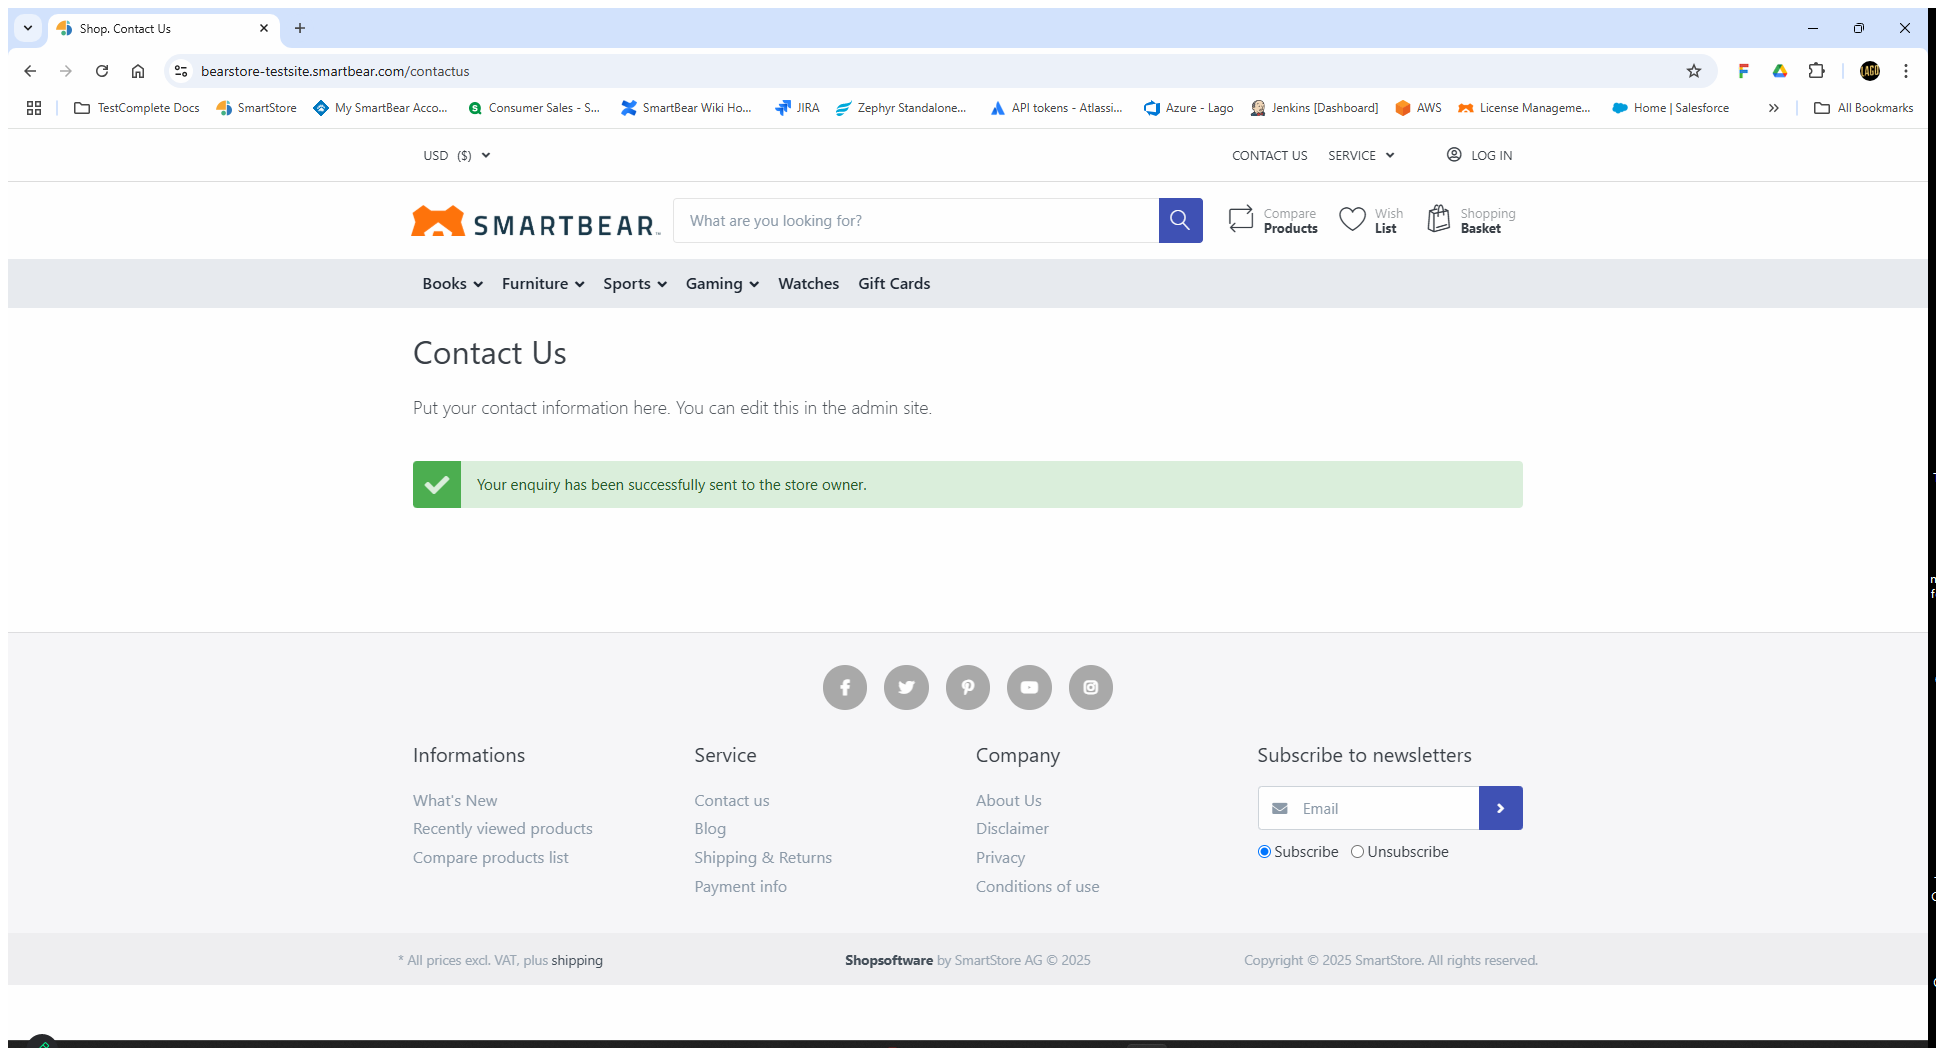 Shop. Contact Us
bearstore-testsite.smartbear.com/contactus
TestComplete Docs SmartStore My SmartBear Acco... Consumer Sales - S... SmartBear Wiki Ho... JIRA Zephyr Standalone... API tokens - Atlassi... Azure - Lago Jenkins [Dashboard] AWS License Manageme... Home | Salesforce » All Bookmarks
USD ($) CONTACT US SERVICE LOG IN
SMARTBEAR What are you looking for? Compare Products Wish List Shopping Basket
Books Furniture Sports Gaming Watches Gift Cards
Contact Us
Put your contact information here. You can edit this in the admin site.
Your enquiry has been successfully sent to the store owner.
Informations Service Company Subscribe to newsletters
What's New Contact us About Us Email
Recently viewed products Blog Disclaimer
Compare products list Shipping & Returns Privacy Subscribe Unsubscribe
Payment info Conditions of use
* All prices excl. VAT, plus shipping Shopsoftware by SmartStore AG © 2025 Copyright © 2025 SmartStore. All rights reserved.